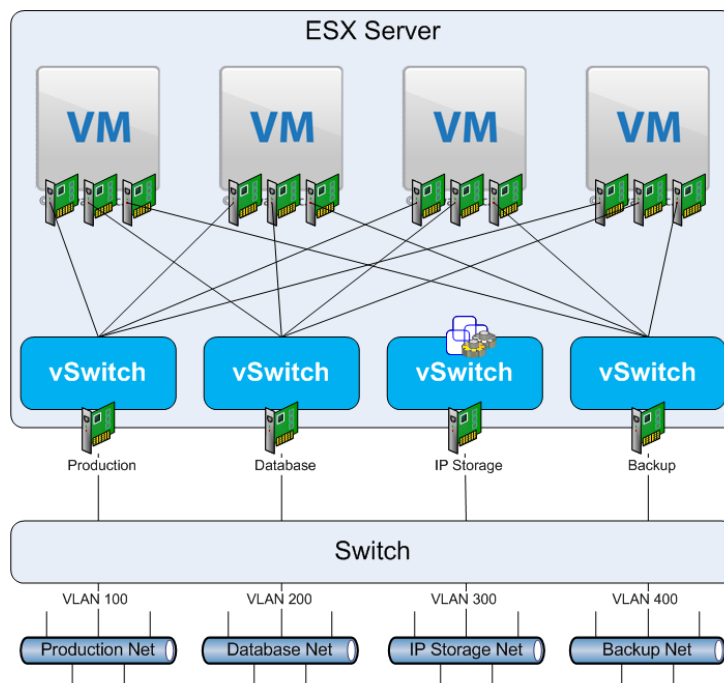 ESX Server
VM VM VM VM
vSwitch vSwitch vSwitch vSwitch
Production Database IP Storage Backup
Switch
VLAN 100 VLAN 200 VLAN 300 VLAN 400
Production Net Database Net IP Storage Net Backup Net